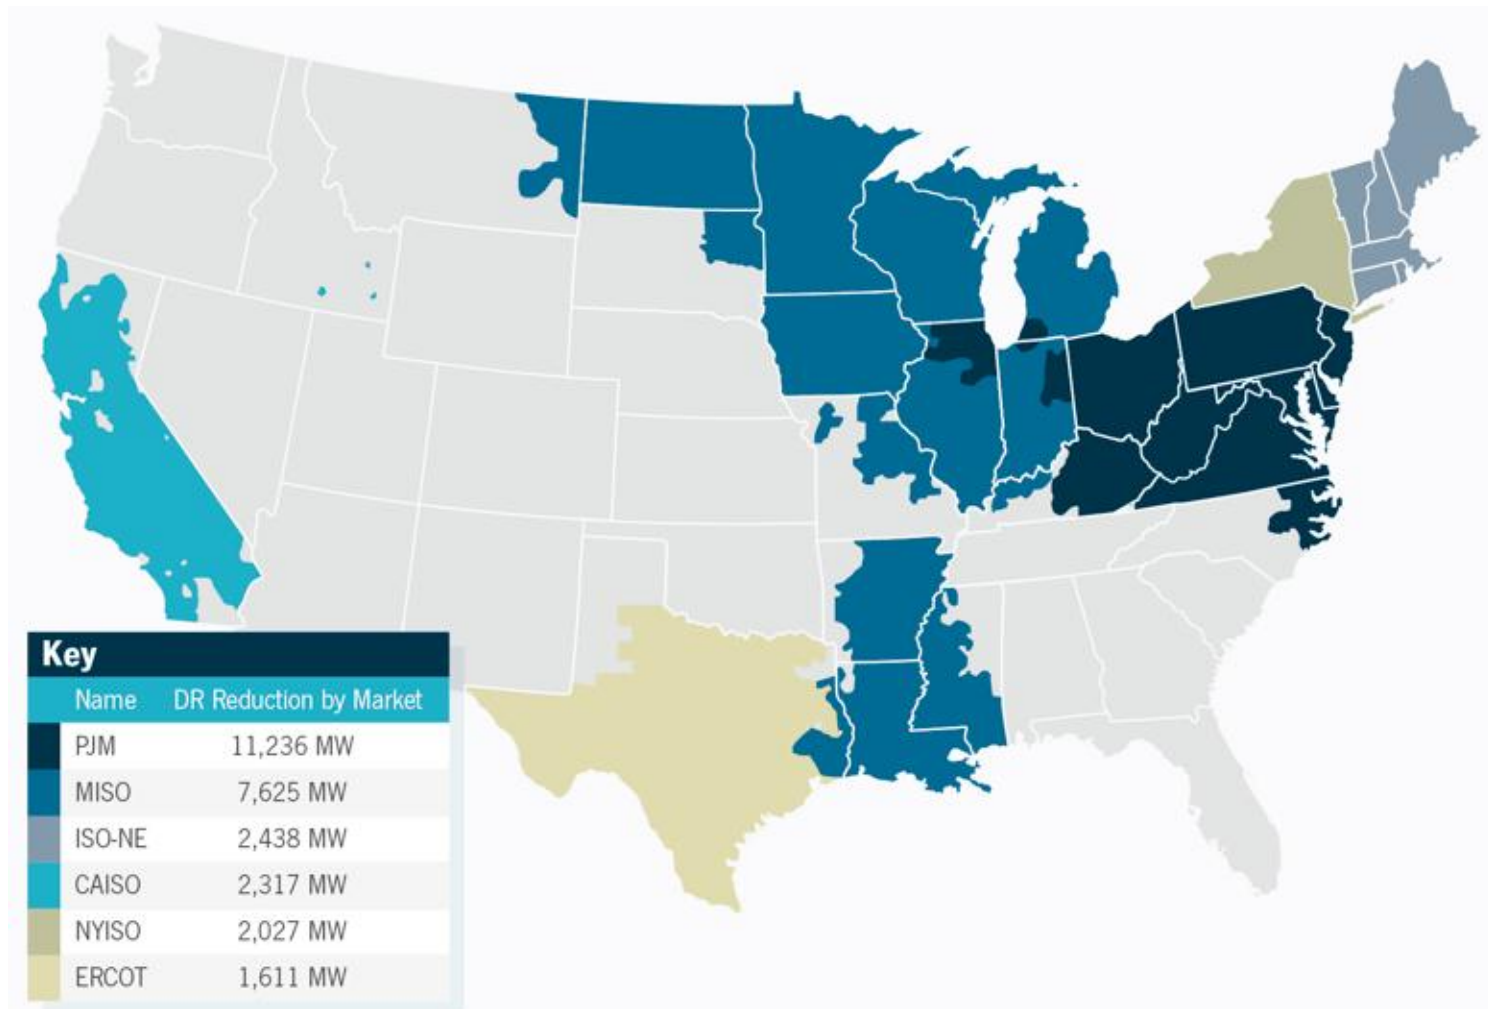 Key
Name DR Reduction by Market
PJM 11,236 MW
MISO 7,625 MW
ISO-NE 2,438 MW
CAISO 2,317 MW
NYISO 2,027 MW
ERCOT 1,611 MW